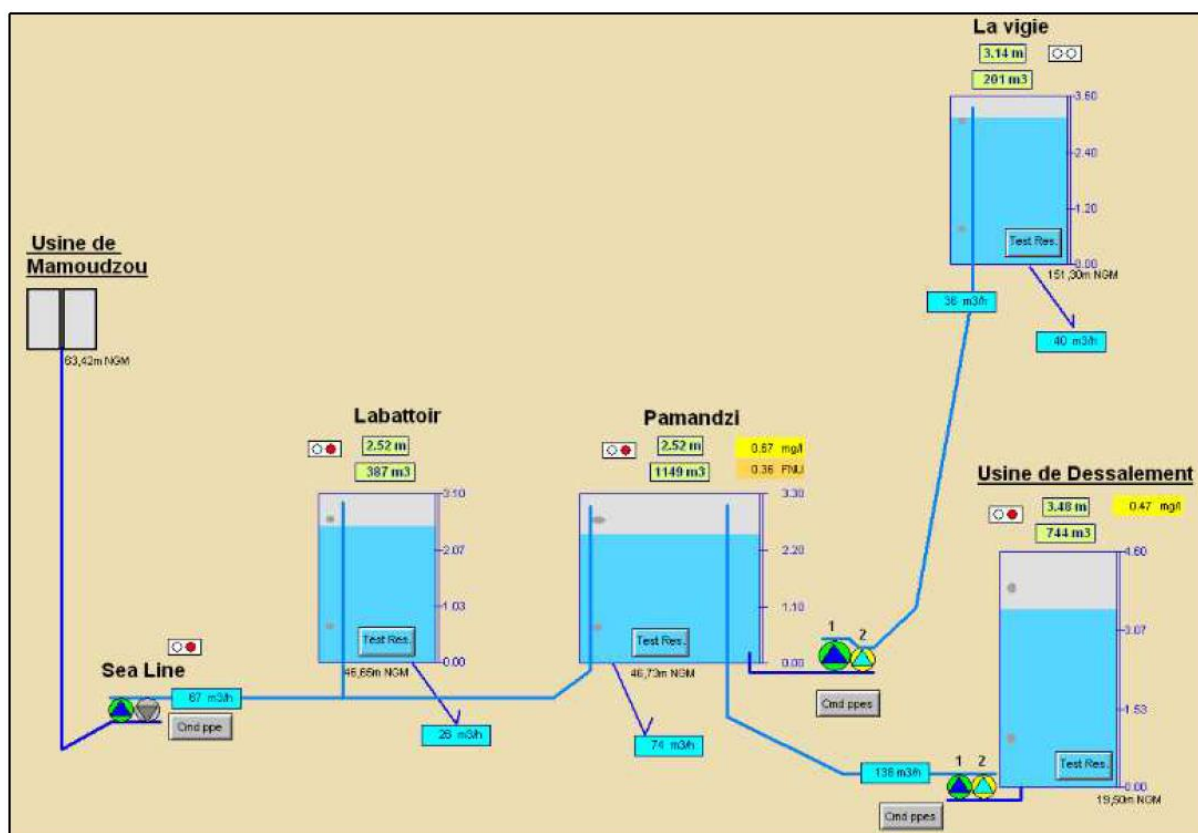 La vigie
3.14 m
201 m3
3.60
2.40
1.20
Test Res.
0.00
151,30m NGM
36 m3/h
40 m3/h
Usine de
Mamoudzou
63,42m NGM
Labattoir
2.52 m
387 m3
3.10
2.07
1.03
Test Res.
0.00
46,65m NGM
26 m3/h
Pamandzi
2.52 m
0.67 mg/l
1149 m3
0.36 FNU
3.30
2.20
1.10
Test Res.
0.00
46,73m NGM
74 m3/h
1 2
Cmd ppes
Usine de Dessalement
3.48 m
0.47 mg/l
744 m3
4.60
3.07
1.53
Test Res.
0.00
19,50m NGM
Sea Line
67 m3/h
Cmd ppe
138 m3/h
1 2
Cmd ppes